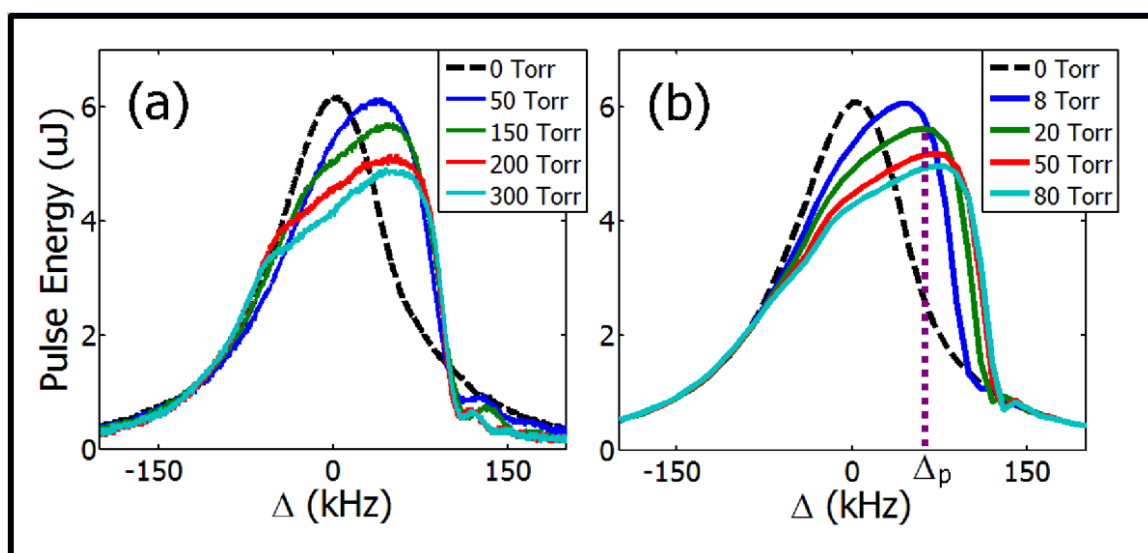 (a)
0 Torr
50 Torr
150 Torr
200 Torr
300 Torr
Pulse Energy (uJ)
6
4
2
0
-150 0 150
Δ (kHz)
(b)
0 Torr
8 Torr
20 Torr
50 Torr
80 Torr
6
4
2
0
-150 0 Δp 150
Δ (kHz)